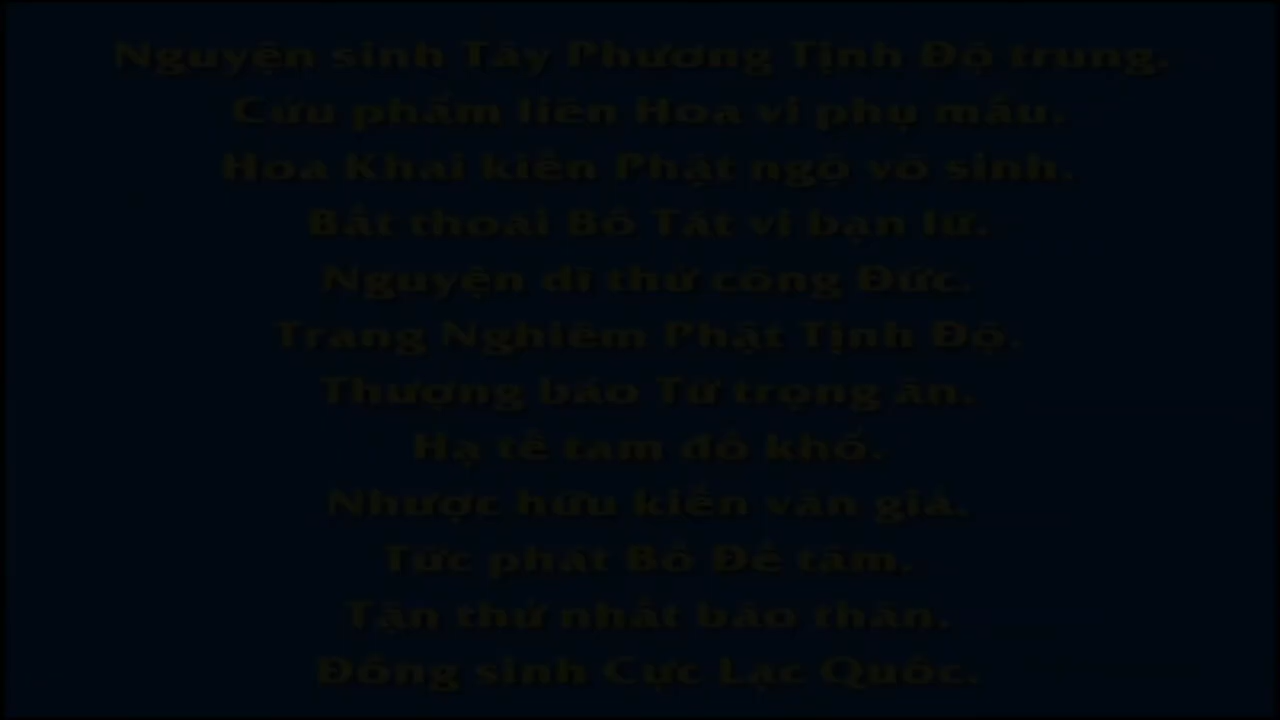 Nguyện sinh Tây Phương Tịnh Độ trung.
Cửu phẩm liên Hoa vi phụ mẫu.
Hoa Khai kiến Phật ngộ vô sinh.
Bất thoái Bồ Tát vi bạn lữ.
Nguyện dĩ thử công Đức.
Trang Nghiêm Phật Tịnh Độ.
Thượng báo Tứ trọng ân.
Hạ tế tam đồ khổ.
Nhược hữu kiến văn giả.
Tức phát Bồ Đề tâm.
Tận thử nhất báo thân.
Đồng sinh Cực Lạc Quốc.